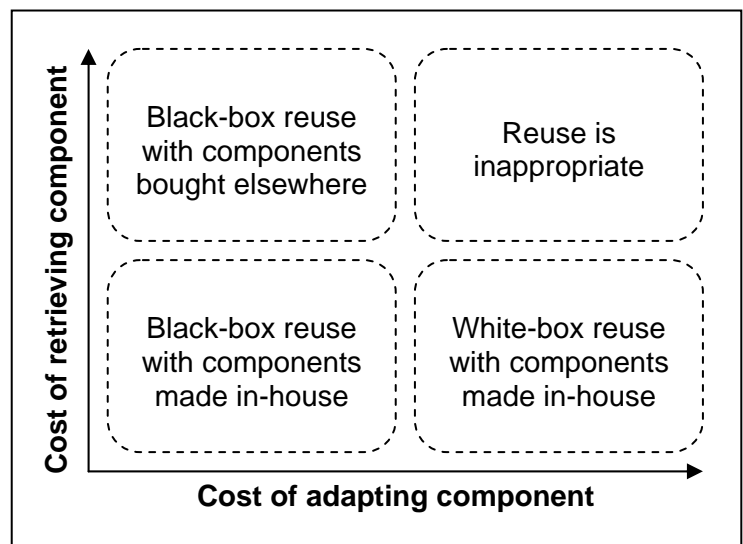 Cost of retrieving component
Black-box reuse
with components
bought elsewhere
Reuse is
inappropriate
Black-box reuse
with components
made in-house
White-box reuse
with components
made in-house
Cost of adapting component